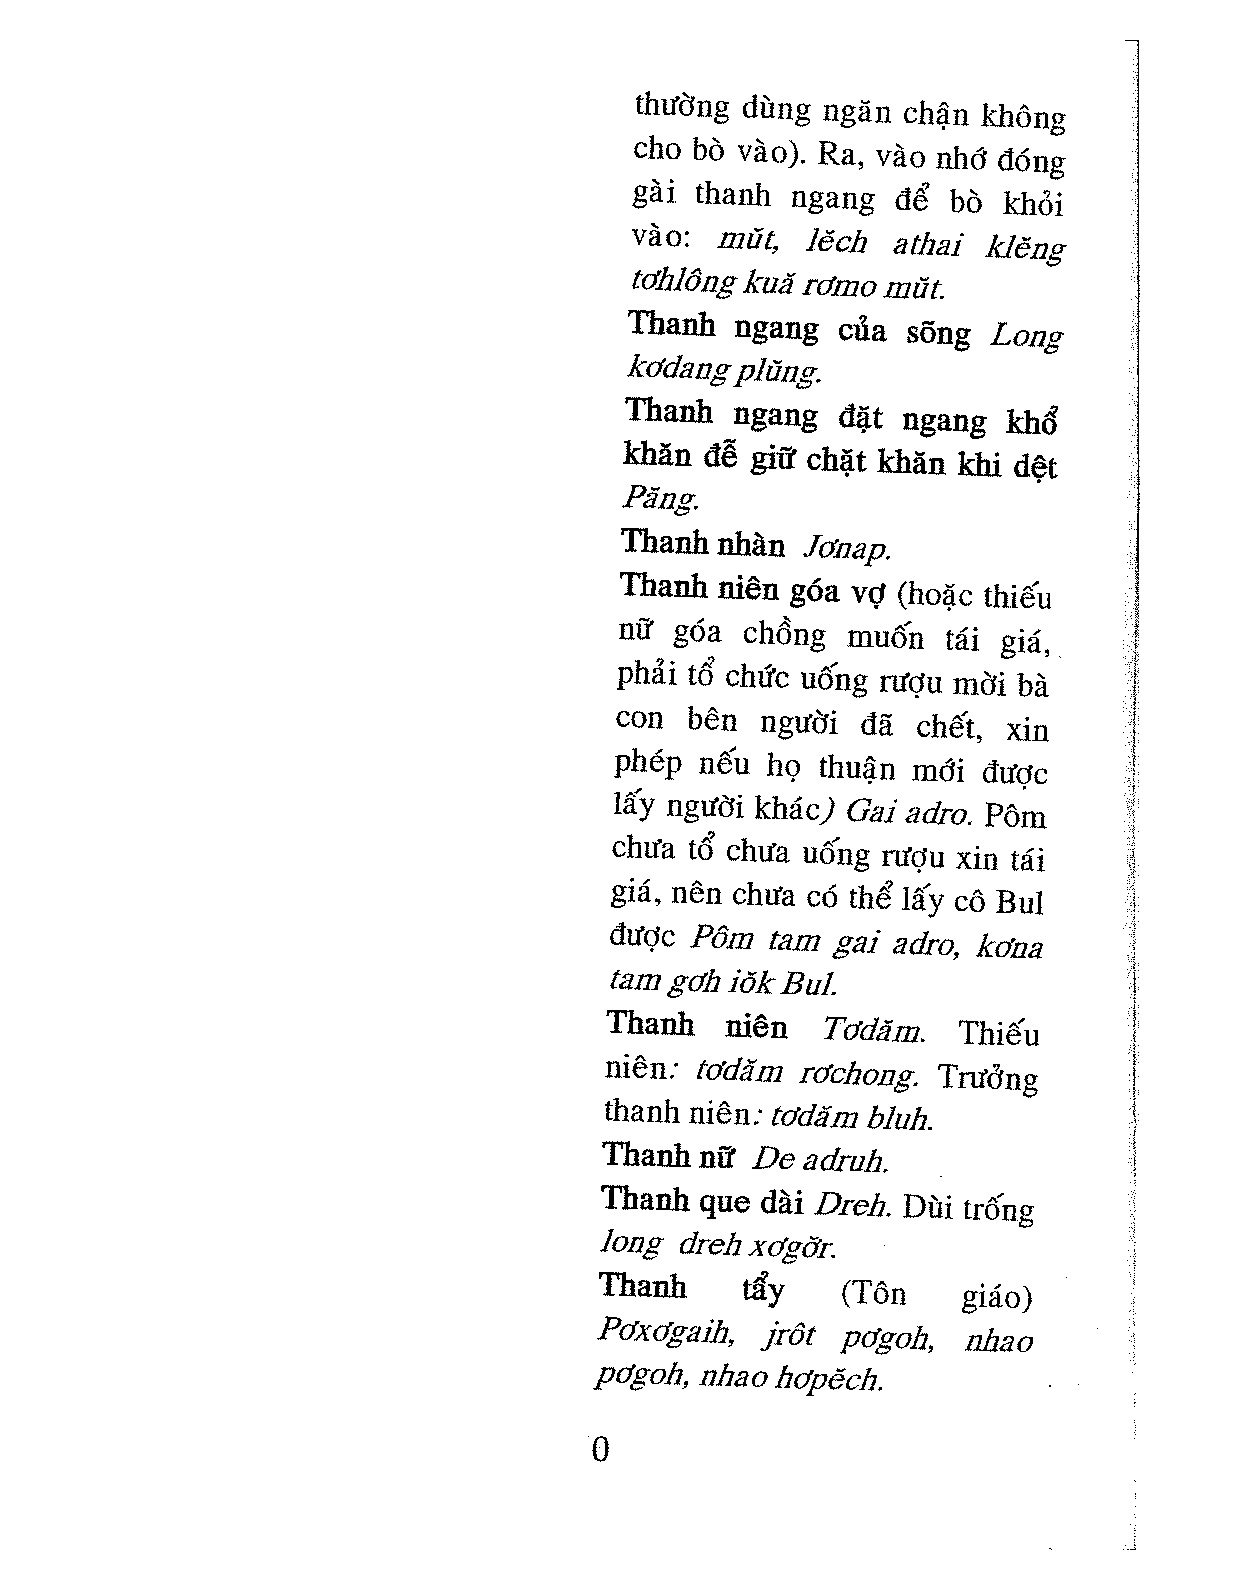 thường dùng ngăn chận không
cho bò vào). Ra, vào nhớ đóng
gài thanh ngang để bò khỏi
vào: mŭt, lĕch athai klĕng
tơhlông kuă rơmo mŭt.
Thanh ngang của sõng Long
kơdang plŭng.
Thanh ngang đặt ngang khổ
khăn đễ giữ chặt khăn khi dệt
Păng.
Thanh nhàn Jơnap.
Thanh niên góa vợ (hoặc thiếu
nữ góa chồng muốn tái giá,
phải tổ chức uống rượu mời bà
con bên người đã chết, xin
phép nếu họ thuận mới được
lấy người khác) Gai adro. Pôm
chưa tổ chưa uống rượu xin tái
giá, nên chưa có thể lấy cô Bul
được Pôm tam gai adro, kơna
tam gơh iŏk Bul.
Thanh niên Tơdăm. Thiếu
niên: tơdăm rơchong. Trưởng
thanh niên: tơdăm bluh.
Thanh nữ De adruh.
Thanh que dài Dreh. Dùi trống
long dreh xơgơ̆r.
Thanh tẩy (Tôn giáo)
Pơxơgaih, jrôt pơgoh, nhao
pơgoh, nhao hơpĕch.
0